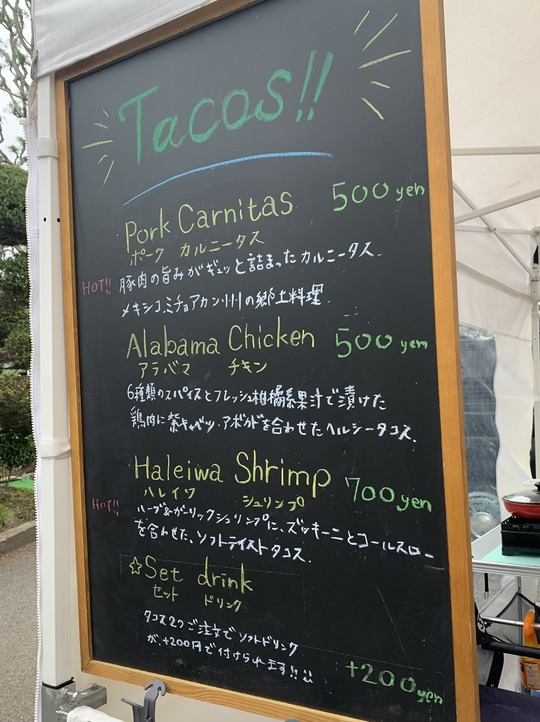 Tacos!!
Pork Carnitas 500 yen
ポーク カルニータス
HOT!! 豚肉の旨みがギュッと詰まったカルニータス.
メキシコミチョアカン州の郷土料理.
Alabama Chicken 500 yen
アラバマ チキン
6種類のスパイスとフレッシュ柑橘系果汁で漬けた
鶏肉に紫キャベツ・アボカドを合わせたヘルシータコス.
Haleiwa Shrimp 700 yen
ハレイワ シュリンプ
HOT!! ハーブ&ガーリックシュリンプに、ズッキーニとコールスロー
を合わせた、ソフトテイストタコス.
☆Set drink
セット ドリンク
タコス2つご注文でソフトドリンク
が、+200円で付けられます!!
+200yen